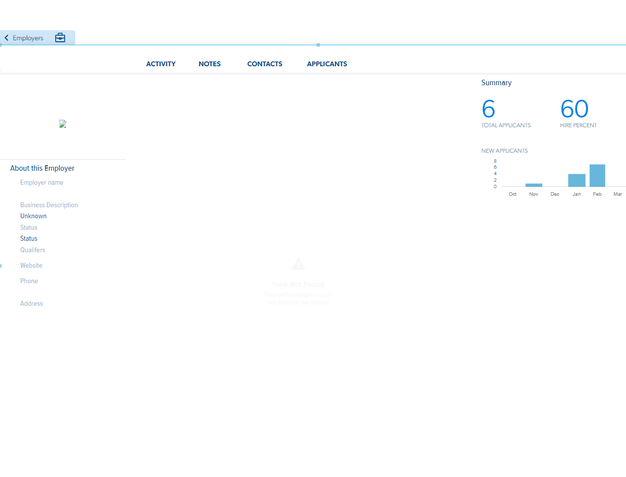 Employers
ACTIVITY NOTES CONTACTS APPLICANTS
Summary
6 60
TOTAL APPLICANTS HIRE PERCENT
NEW APPLICANTS
8
6
4
2
0
Oct Nov Dec Jan Feb Mar
About this Employer
Employer name
Business Description
Unknown
Status
Status
Qualifers
Website
Phone
Address